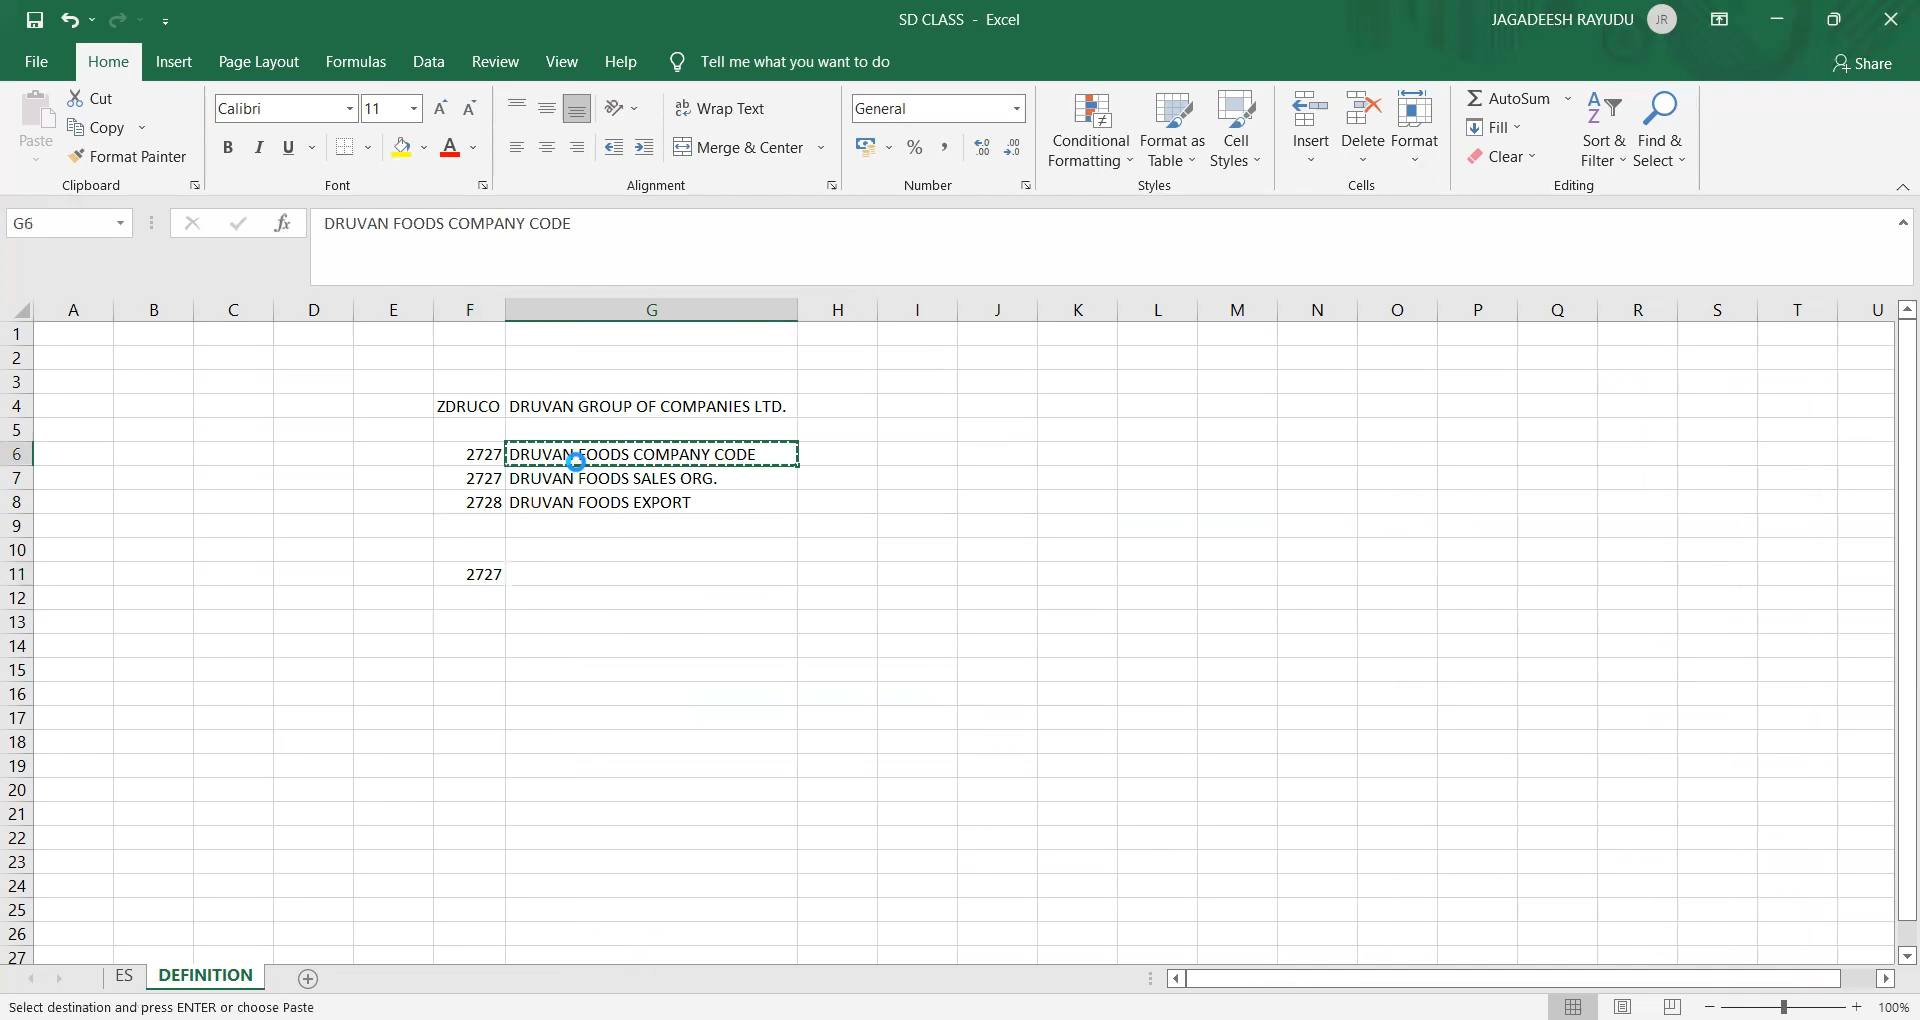 SD CLASS - Excel
JAGADEESH RAYUDU JR
File Home Insert Page Layout Formulas Data Review View Help Tell me what you want to do Share
Paste Cut Copy Format Painter
Clipboard
Calibri 11 A A
B I U A
Font
ab Wrap Text
Merge & Center
Alignment
General
% ,
Number
Conditional Formatting Format as Table Cell Styles
Styles
Insert Delete Format
Cells
AutoSum Fill Clear Sort & Filter Find & Select
Editing
G6 fx DRUVAN FOODS COMPANY CODE
A B C D E F G H I J K L M N O P Q R S T U
1
2
3
4 ZDRUCO DRUVAN GROUP OF COMPANIES LTD.
5
6 2727 DRUVAN FOODS COMPANY CODE
7 2727 DRUVAN FOODS SALES ORG.
8 2728 DRUVAN FOODS EXPORT
9
10
11 2727
12
13
14
15
16
17
18
19
20
21
22
23
24
25
26
27
ES DEFINITION
Select destination and press ENTER or choose Paste 100%